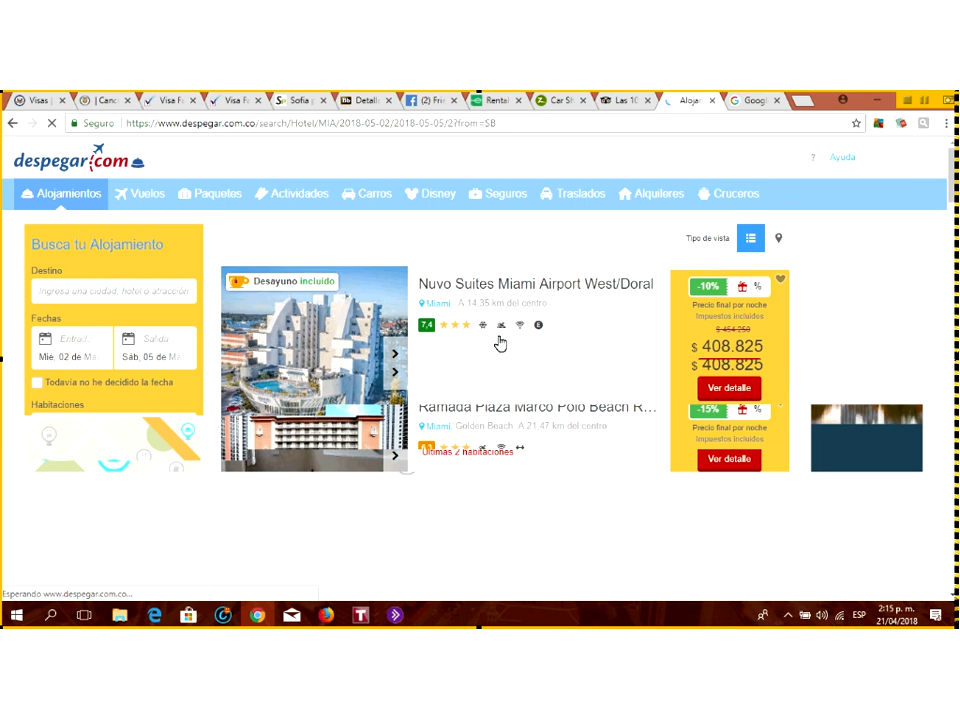 Visas
| Canc
Visa Fa
Visa Fa
Sofia p
Detall
(2) Frir
Rental
Car Sh
Las 10
Aloja
Googl
Seguro https://www.despegar.com.co/search/Hotel/MIA/2018-05-02/2018-05-05/2?from=SB
despegar.com
? Ayuda
Alojamientos Vuelos Paquetes Actividades Carros Disney Seguros Traslados Alquileres Cruceros
Busca tu Alojamiento
Destino
Ingresa una ciudad, hotel o atracción
Fechas
Entrad
Salida
Mié, 02 de Ma
Sáb, 05 de M
Todavía no he decidido la fecha
Habitaciones
Tipo de vista
Desayuno incluido
Nuvo Suites Miami Airport West/Doral
Miami, A 14.35 km del centro
7,4
-10% %
Precio final por noche
Impuestos incluidos
$ 454.250
$ 408.825
$ 408.825
Ver detalle
Ramada Plaza Marco Polo Beach R...
Miami, Golden Beach. A 21.47 km del centro
Últimas 2 habitaciones
-15% %
Precio final por noche
Impuestos incluidos
Ver detalle
Esperando www.despegar.com.co...
ESP
2:15 p. m.
21/04/2018